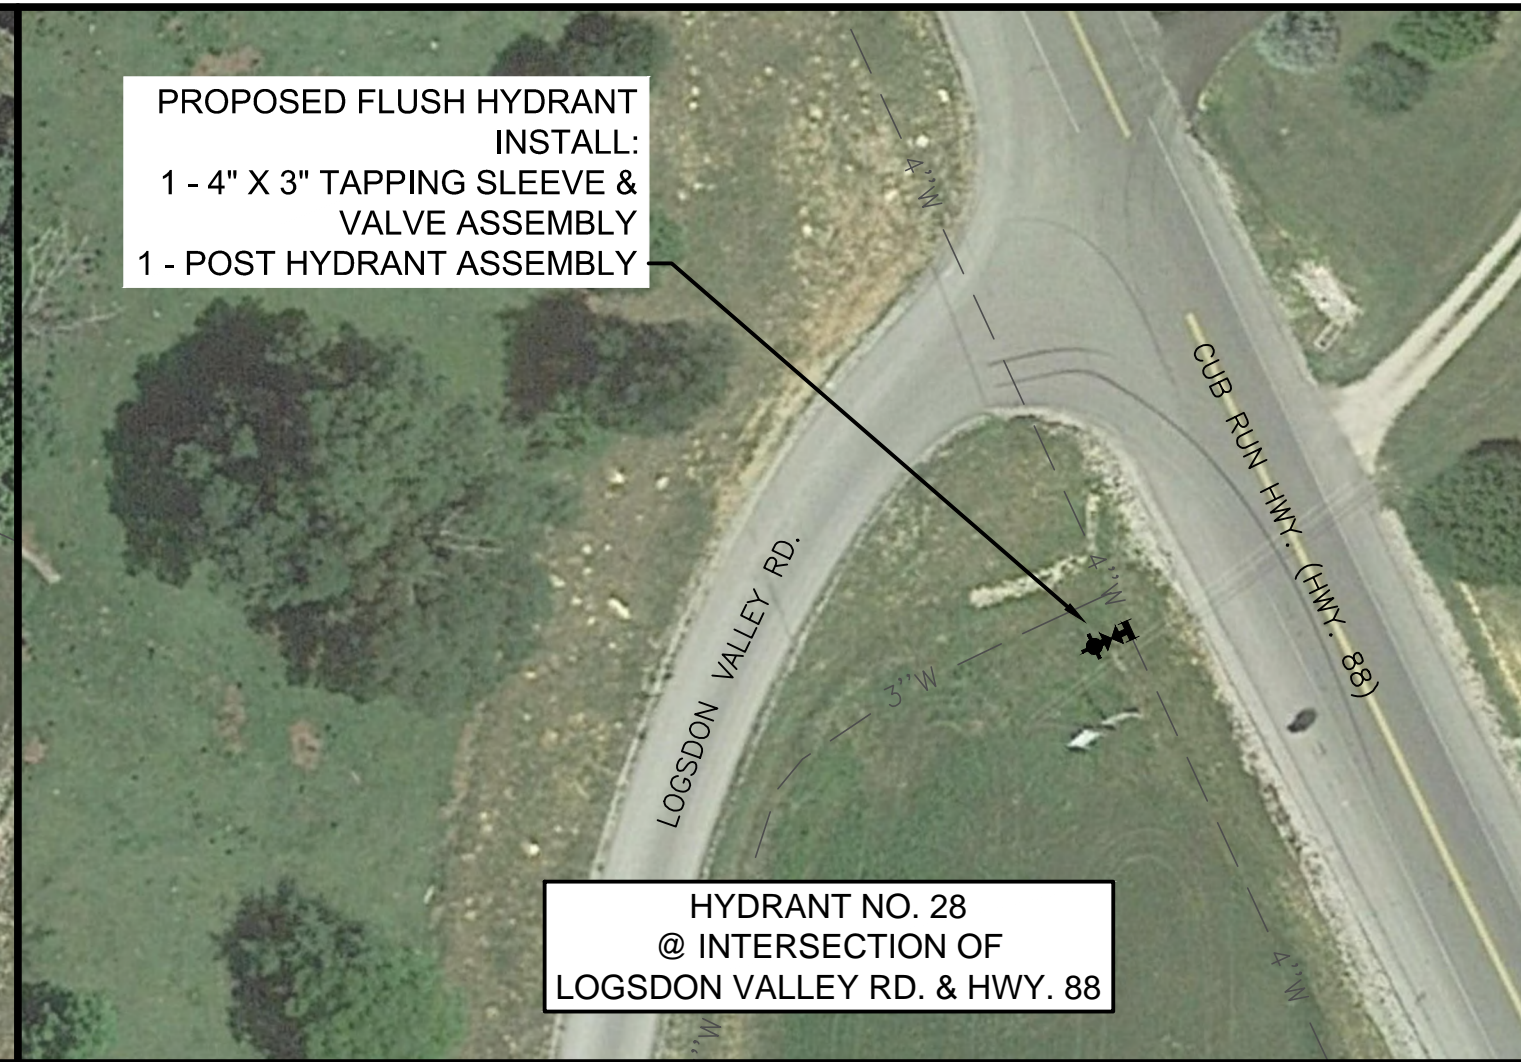 PROPOSED FLUSH HYDRANT
INSTALL:
1 - 4" X 3" TAPPING SLEEVE &
VALVE ASSEMBLY
1 - POST HYDRANT ASSEMBLY
4"W
CUB RUN HWY. (HWY. 88)
LOGSDON VALLEY RD.
4"W
3"W
HYDRANT NO. 28
@ INTERSECTION OF
LOGSDON VALLEY RD. & HWY. 88
4"W
"W